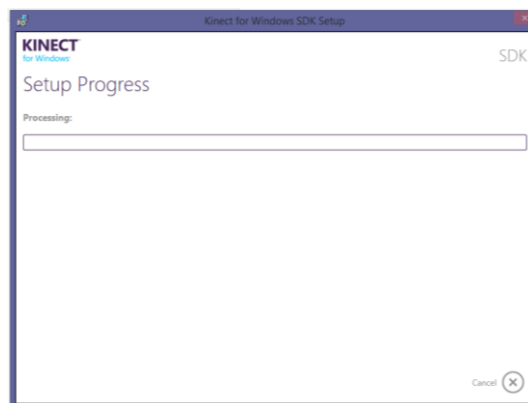 Kinect for Windows SDK Setup
KINECT
for Windows
SDK
Setup Progress
Processing:
Cancel